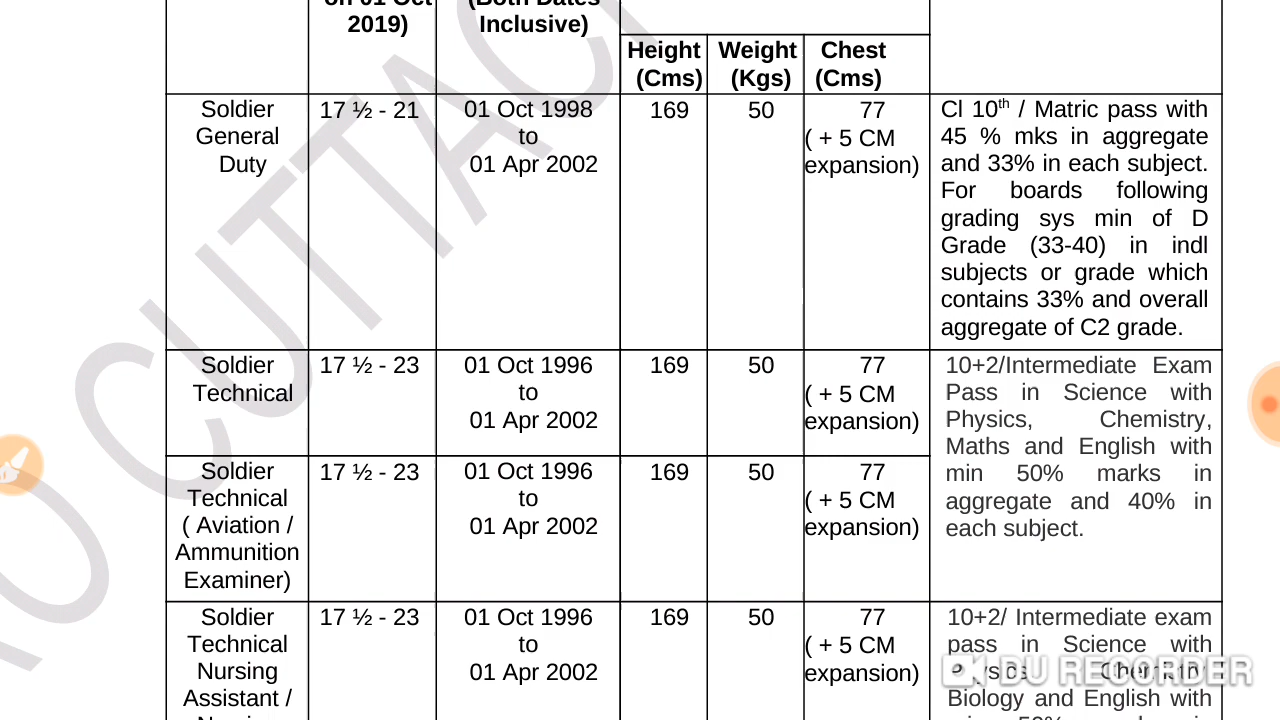 on 01 Oct
2019)
(Both Dates
Inclusive)
Height
(Cms)
Weight
(Kgs)
Chest
(Cms)
Soldier
General
Duty
17 ½ - 21
01 Oct 1998
to
01 Apr 2002
169
50
77
( + 5 CM
expansion)
Cl 10th / Matric pass with
45 % mks in aggregate
and 33% in each subject.
For boards following
grading sys min of D
Grade (33-40) in indl
subjects or grade which
contains 33% and overall
aggregate of C2 grade.
Soldier
Technical
17 ½ - 23
01 Oct 1996
to
01 Apr 2002
169
50
77
( + 5 CM
expansion)
10+2/Intermediate Exam
Pass in Science with
Physics, Chemistry,
Maths and English with
min 50% marks in
aggregate and 40% in
each subject.
Soldier
Technical
( Aviation /
Ammunition
Examiner)
17 ½ - 23
01 Oct 1996
to
01 Apr 2002
169
50
77
( + 5 CM
expansion)
Soldier
Technical
Nursing
Assistant /
17 ½ - 23
01 Oct 1996
to
01 Apr 2002
169
50
77
( + 5 CM
expansion)
10+2/ Intermediate exam
pass in Science with
Physics Chemistry
Biology and English with
DU RECORDER
RO CUTTACK